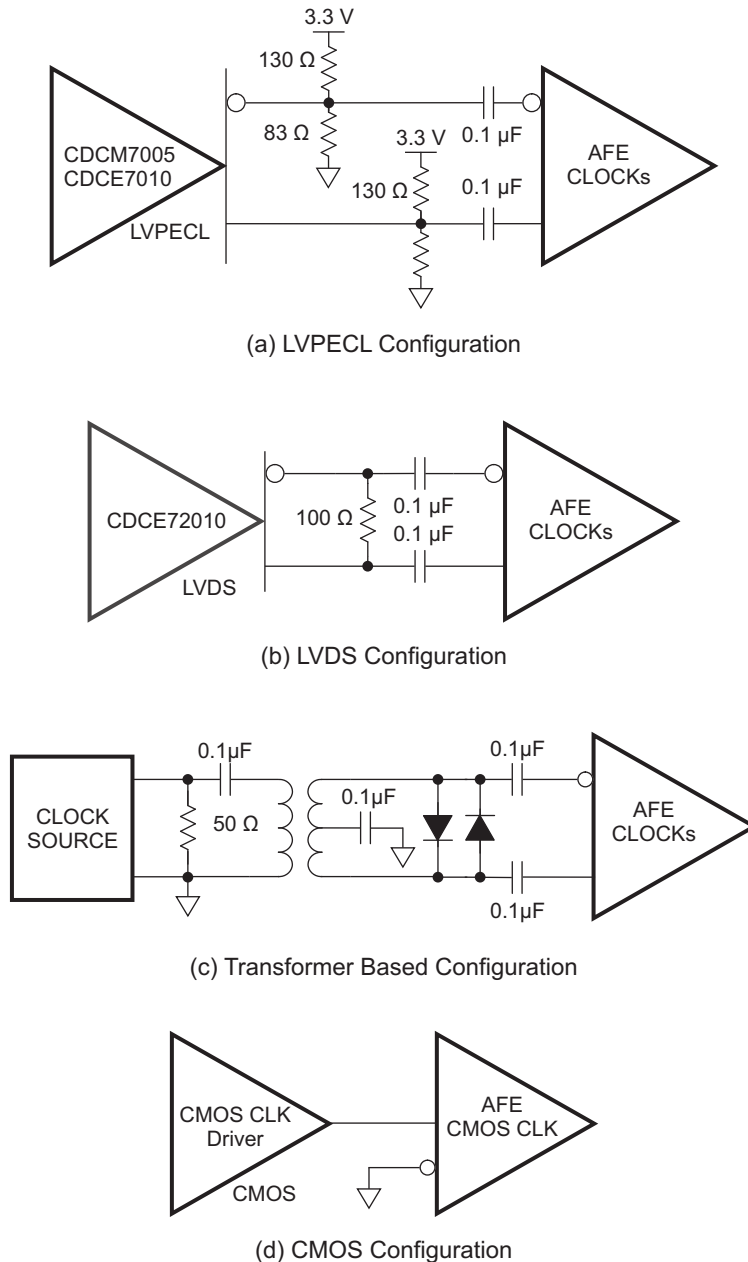 3.3 V
130 Ω
83 Ω
3.3 V
130 Ω
0.1 µF
0.1 µF
CDCM7005
CDCE7010
LVPECL
AFE
CLOCKs
(a) LVPECL Configuration
CDCE72010
LVDS
100 Ω
0.1 µF
0.1 µF
AFE
CLOCKs
(b) LVDS Configuration
CLOCK
SOURCE
0.1µF
50 Ω
0.1µF
0.1µF
0.1µF
AFE
CLOCKs
(c) Transformer Based Configuration
CMOS CLK
Driver
CMOS
AFE
CMOS CLK
(d) CMOS Configuration